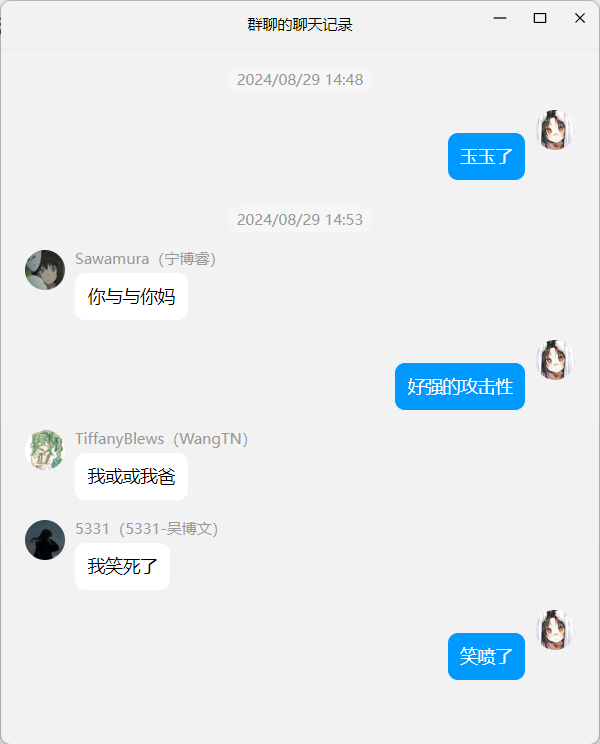 群聊的聊天记录
2024/08/29 14:48
玉玉了
2024/08/29 14:53
Sawamura（宁博睿）
你与与你妈
好强的攻击性
TiffanyBlews（WangTN）
我或或我爸
5331（5331-吴博文）
我笑死了
笑喷了